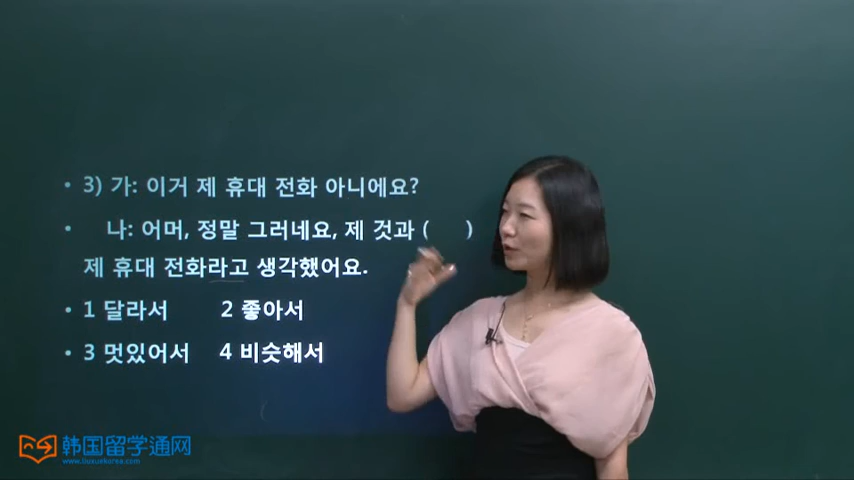 • 3) 가: 이거 제 휴대 전화 아니에요?
• 나: 어머, 정말 그러네요, 제 것과 ( )
제 휴대 전화라고 생각했어요.
• 1 달라서 2 좋아서
• 3 멋있어서 4 비슷해서
韩国留学通网
www.liuxuekorea.com